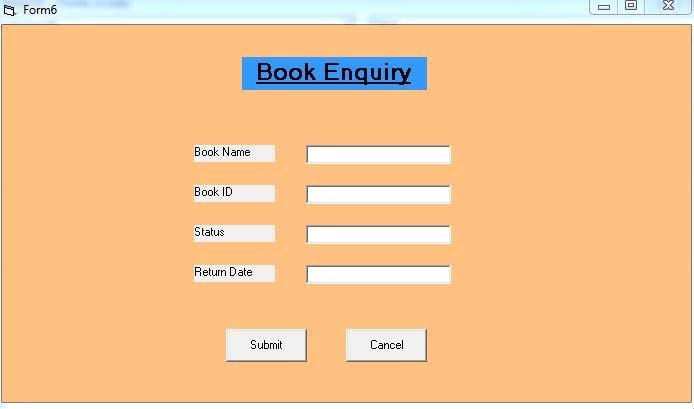 Form6
Book Enquiry
Book Name
Book ID
Status
Return Date
Submit Cancel